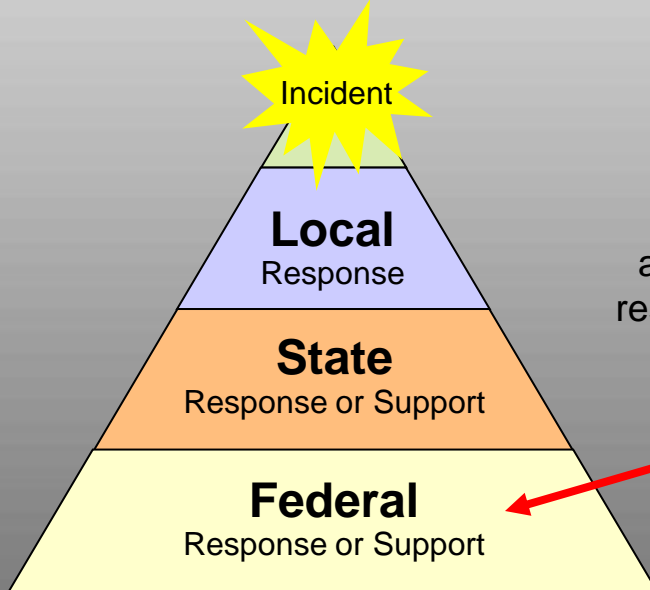 Incident
Local
Response
State
Response or Support
Federal
Response or Support